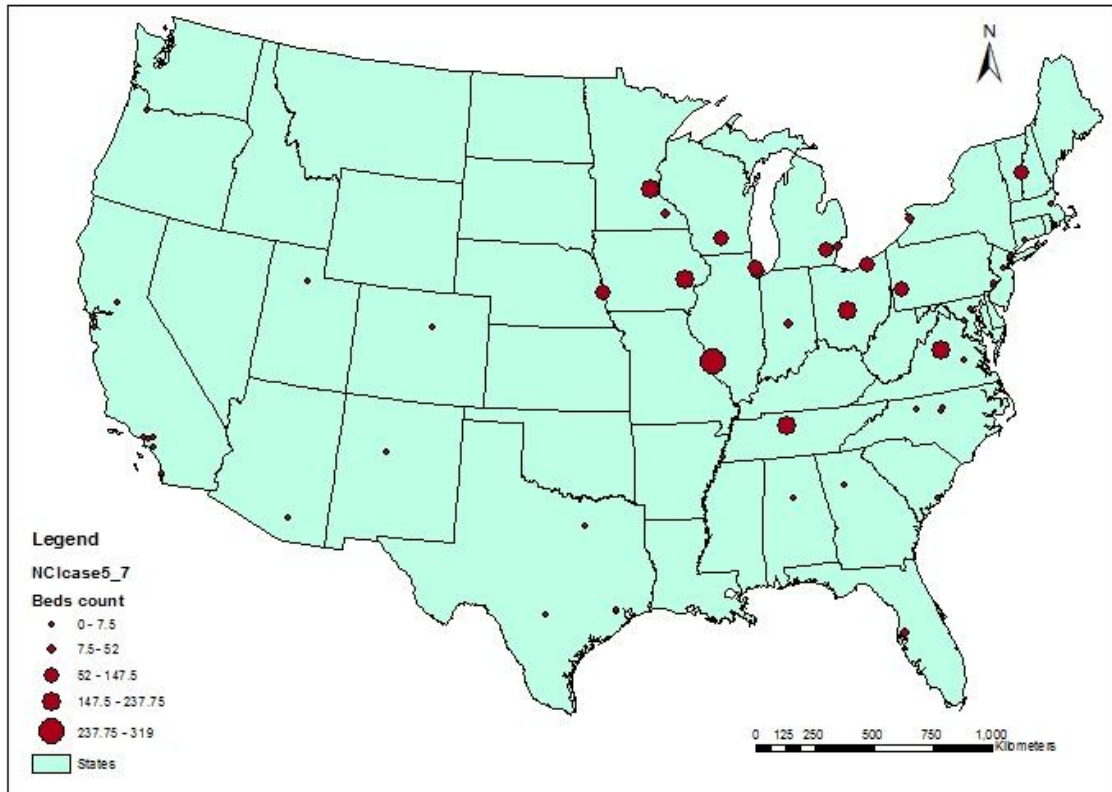 N
Legend
NCIcase5_7
Beds count
0 - 7.5
7.5 - 52
52 - 147.5
147.5 - 237.75
237.75 - 319
States
0 125 250 500 750 1,000
Kilometers